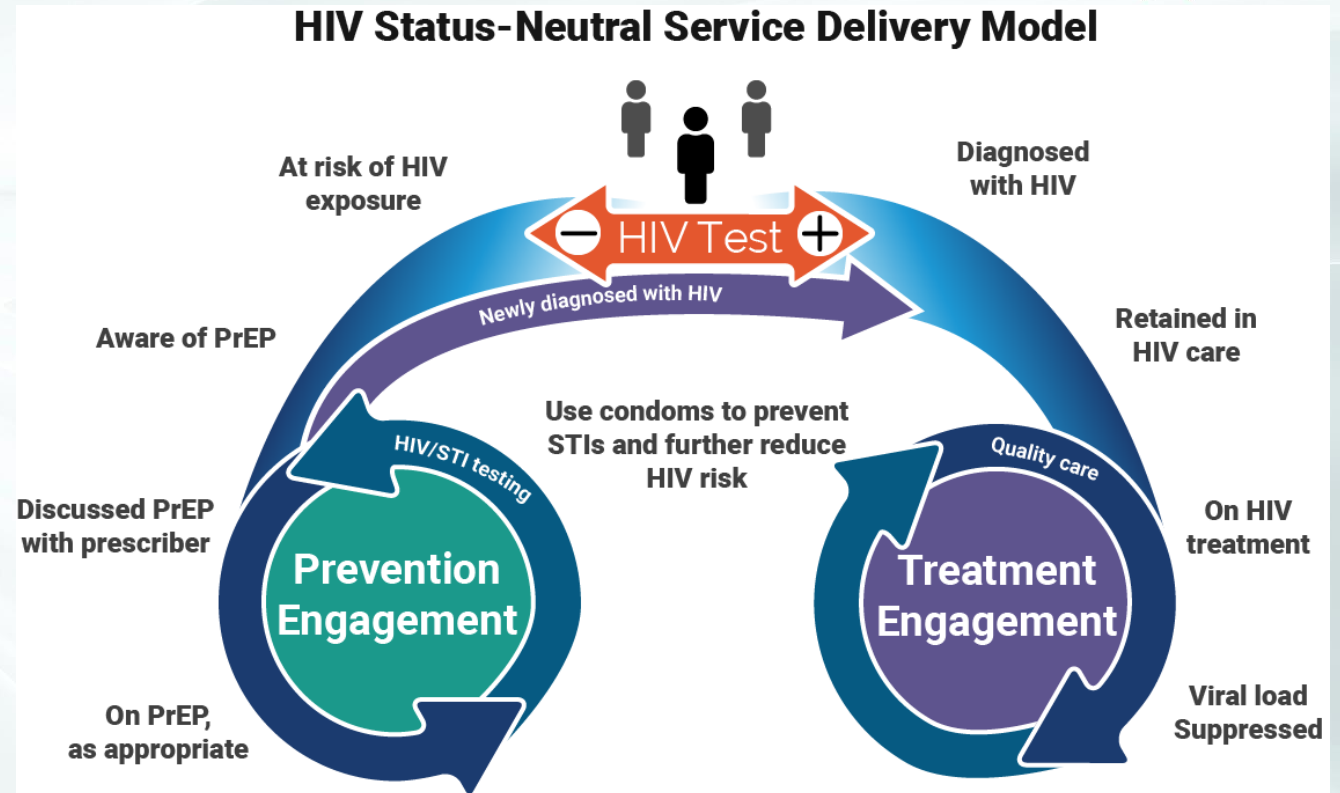 HIV Status-Neutral Service Delivery Model
At risk of HIV
exposure
Diagnosed
with HIV
− HIV Test +
Newly diagnosed with HIV
Aware of PrEP
Retained in
HIV care
Use condoms to prevent
STIs and further reduce
HIV risk
HIV/STI testing
Quality care
Discussed PrEP
with prescriber
On HIV
treatment
Prevention
Engagement
Treatment
Engagement
On PrEP,
as appropriate
Viral load
Suppressed